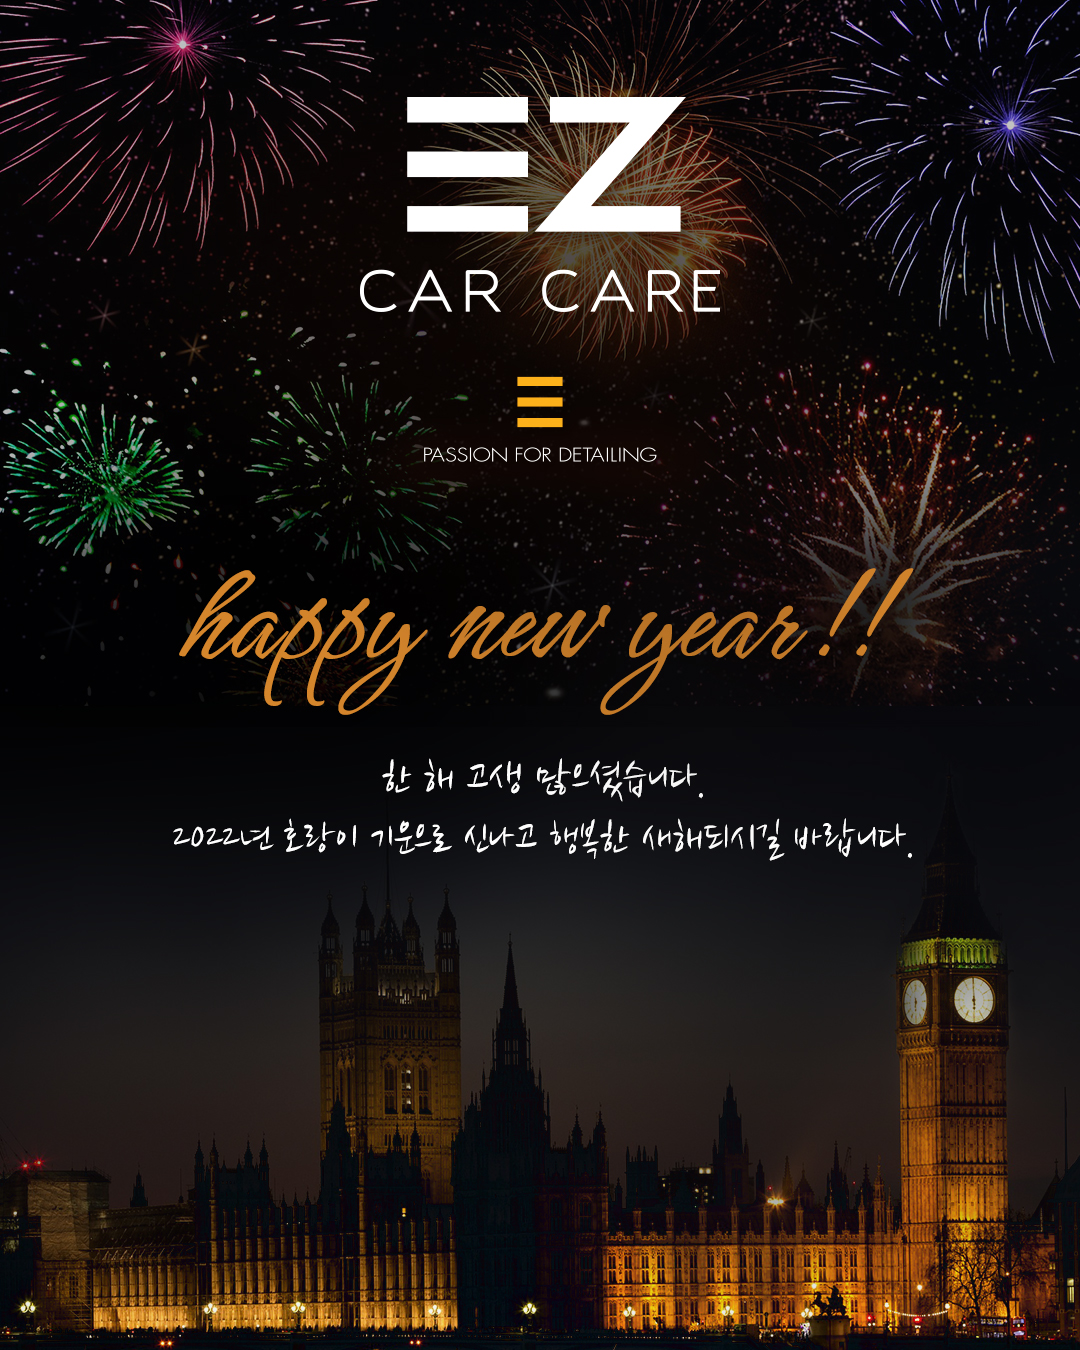 EZ
CAR CARE
PASSION FOR DETAILING
happy new year!!
한 해 고생 많으셨습니다.
2022년 호랑이 기운으로 신나고 행복한 새해되시길 바랍니다.